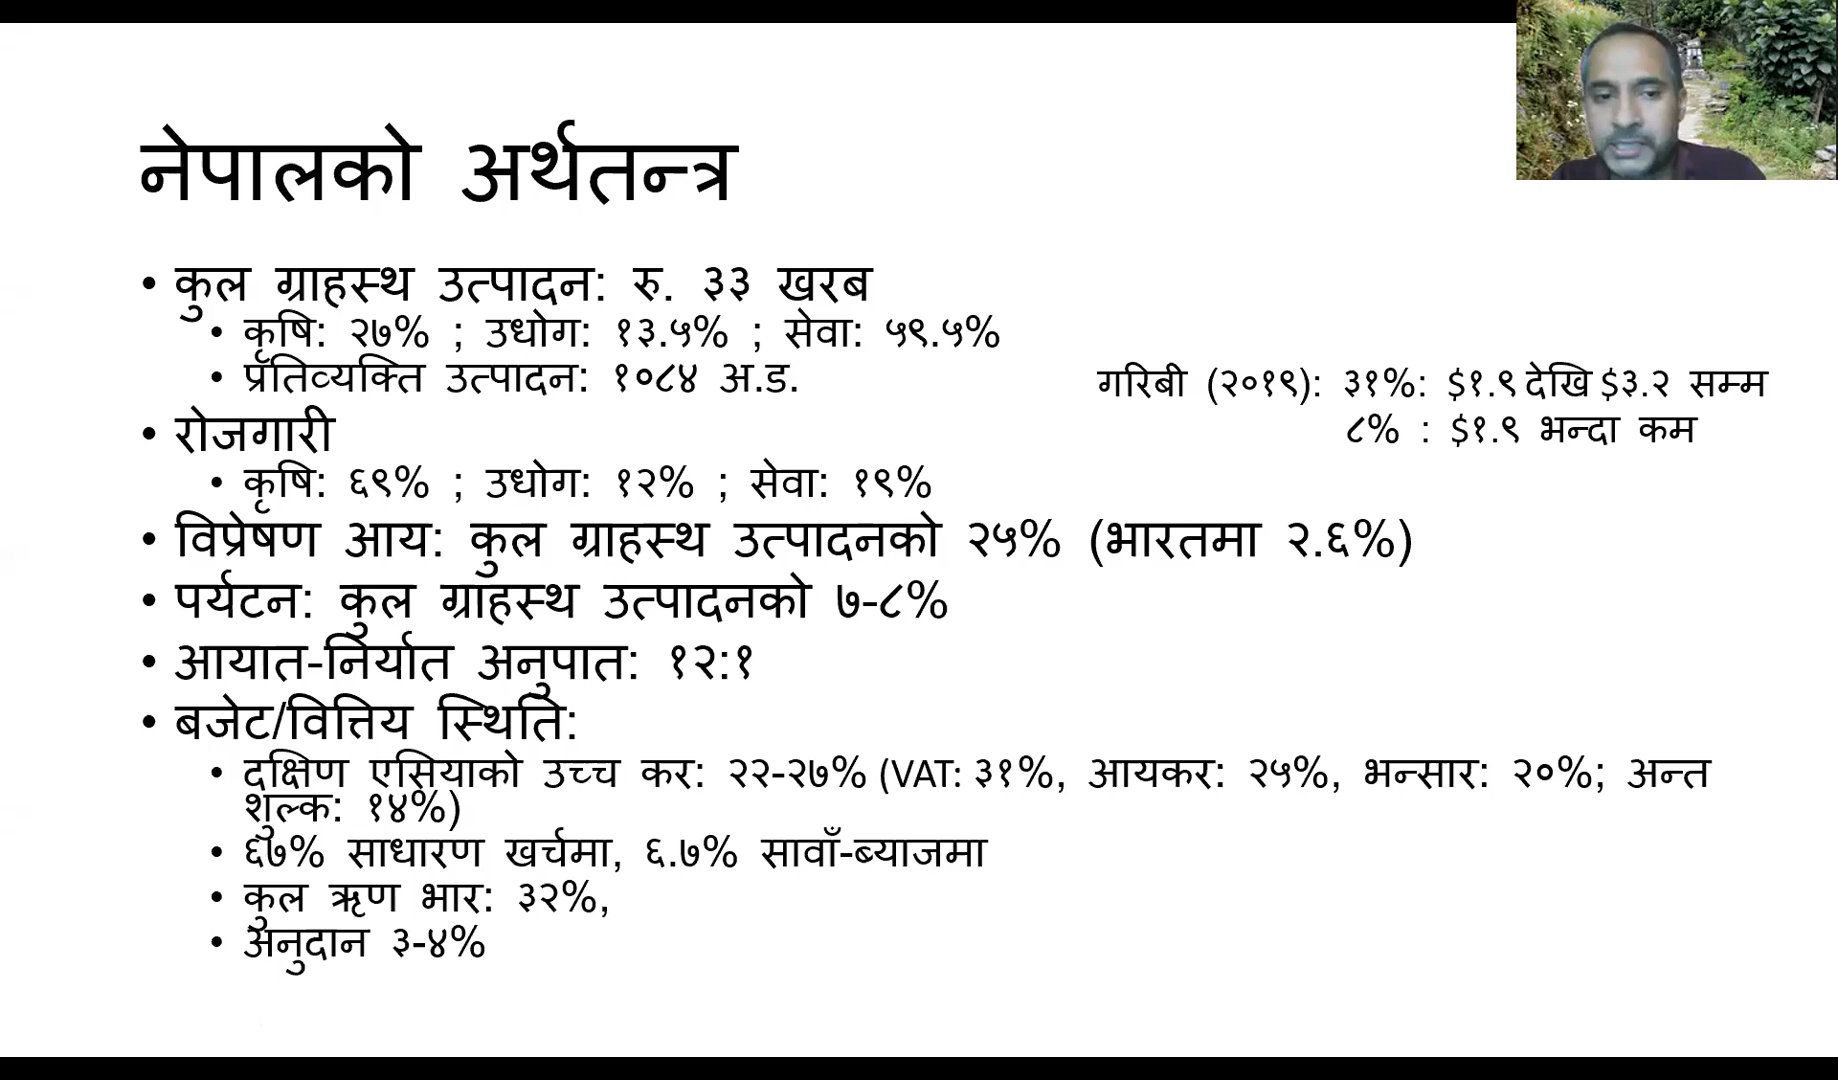 नेपालको अर्थतन्त्र
• कुल ग्राहस्थ उत्पादन: रु. ३३ खरब
• कृषि: २७% ; उधोग: १३.५% ; सेवा: ५९.५%
• प्रतिव्यक्ति उत्पादन: १०८४ अ.ड.
गरिबी (२०१९): ३१%: $१.९ देखि $३.२ सम्म
८% : $१.९ भन्दा कम
• रोजगारी
• कृषि: ६९% ; उधोग: १२% ; सेवा: १९%
• विप्रेषण आय: कुल ग्राहस्थ उत्पादनको २५% (भारतमा २.६%)
• पर्यटन: कुल ग्राहस्थ उत्पादनको ७-८%
• आयात-निर्यात अनुपात: १२:१
• बजेट/वित्तिय स्थिति:
• दक्षिण एसियाको उच्च कर: २२-२७% (VAT: ३१%, आयकर: २५%, भन्सार: २०%; अन्त
शुल्क: १४%)
• ६७% साधारण खर्चमा, ६.७% सावाँ-ब्याजमा
• कुल ऋण भार: ३२%,
• अनुदान ३-४%